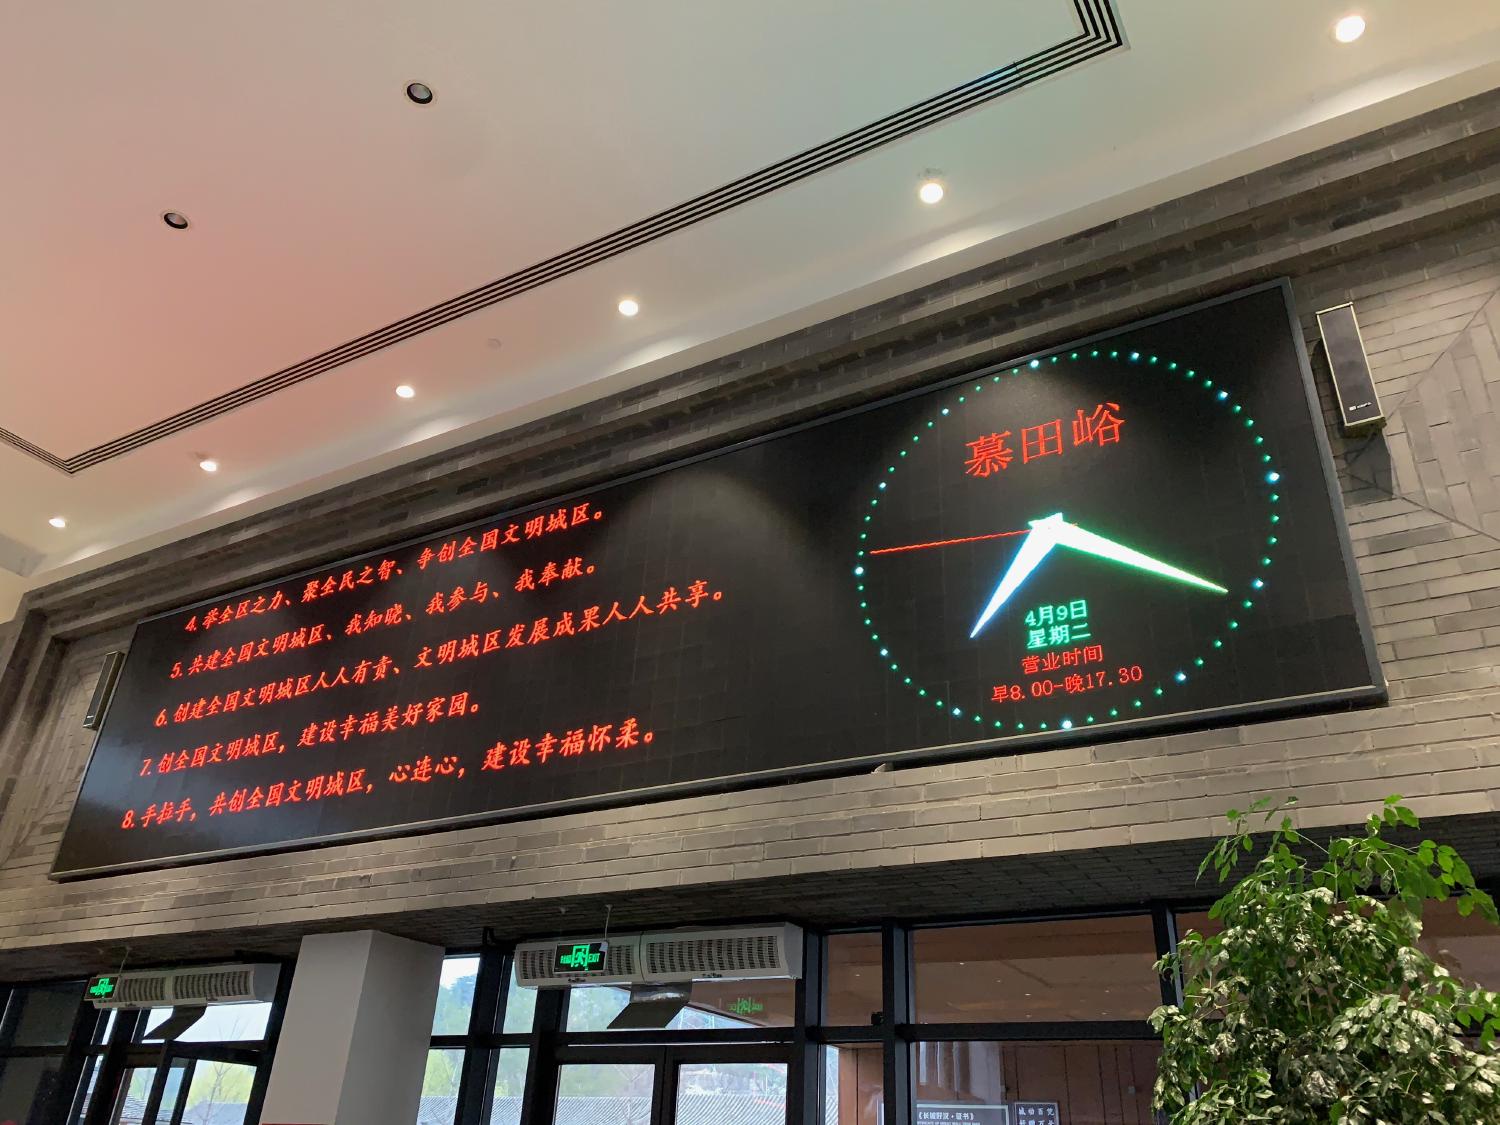 4. 举全区之力、聚全民之智、争创全国文明城区。
5. 共建全国文明城区、我知晓、我参与、我奉献。
6. 创建全国文明城区人人有责、文明城区发展成果人人共享。
7. 创全国文明城区，建设幸福美好家园。
8. 手拉手，共创全国文明城区，心连心，建设幸福怀柔。
慕田峪
4月9日
星期二
营业时间
早8.00-晚17.30
EXIT
《长城好汉·证书》